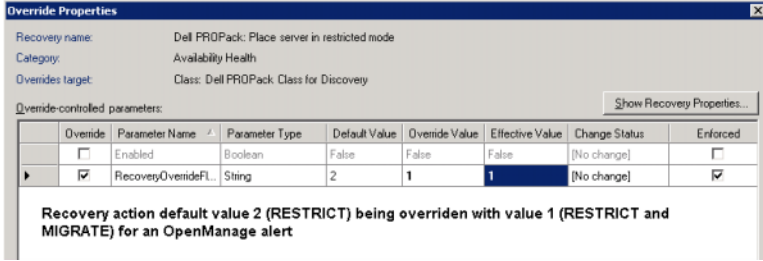 Override Properties
Recovery name: Dell PROPack: Place server in restricted mode
Category: Availability Health
Overrides target: Class: Dell PROPack Class for Discovery
Show Recovery Properties...
Override-controlled parameters:
Override Parameter Name Parameter Type Default Value Override Value Effective Value Change Status Enforced
Enabled Boolean False False False [No change]
RecoveryOverrideFl... String 2 1 1 [No change]
Recovery action default value 2 (RESTRICT) being overriden with value 1 (RESTRICT and
MIGRATE) for an OpenManage alert